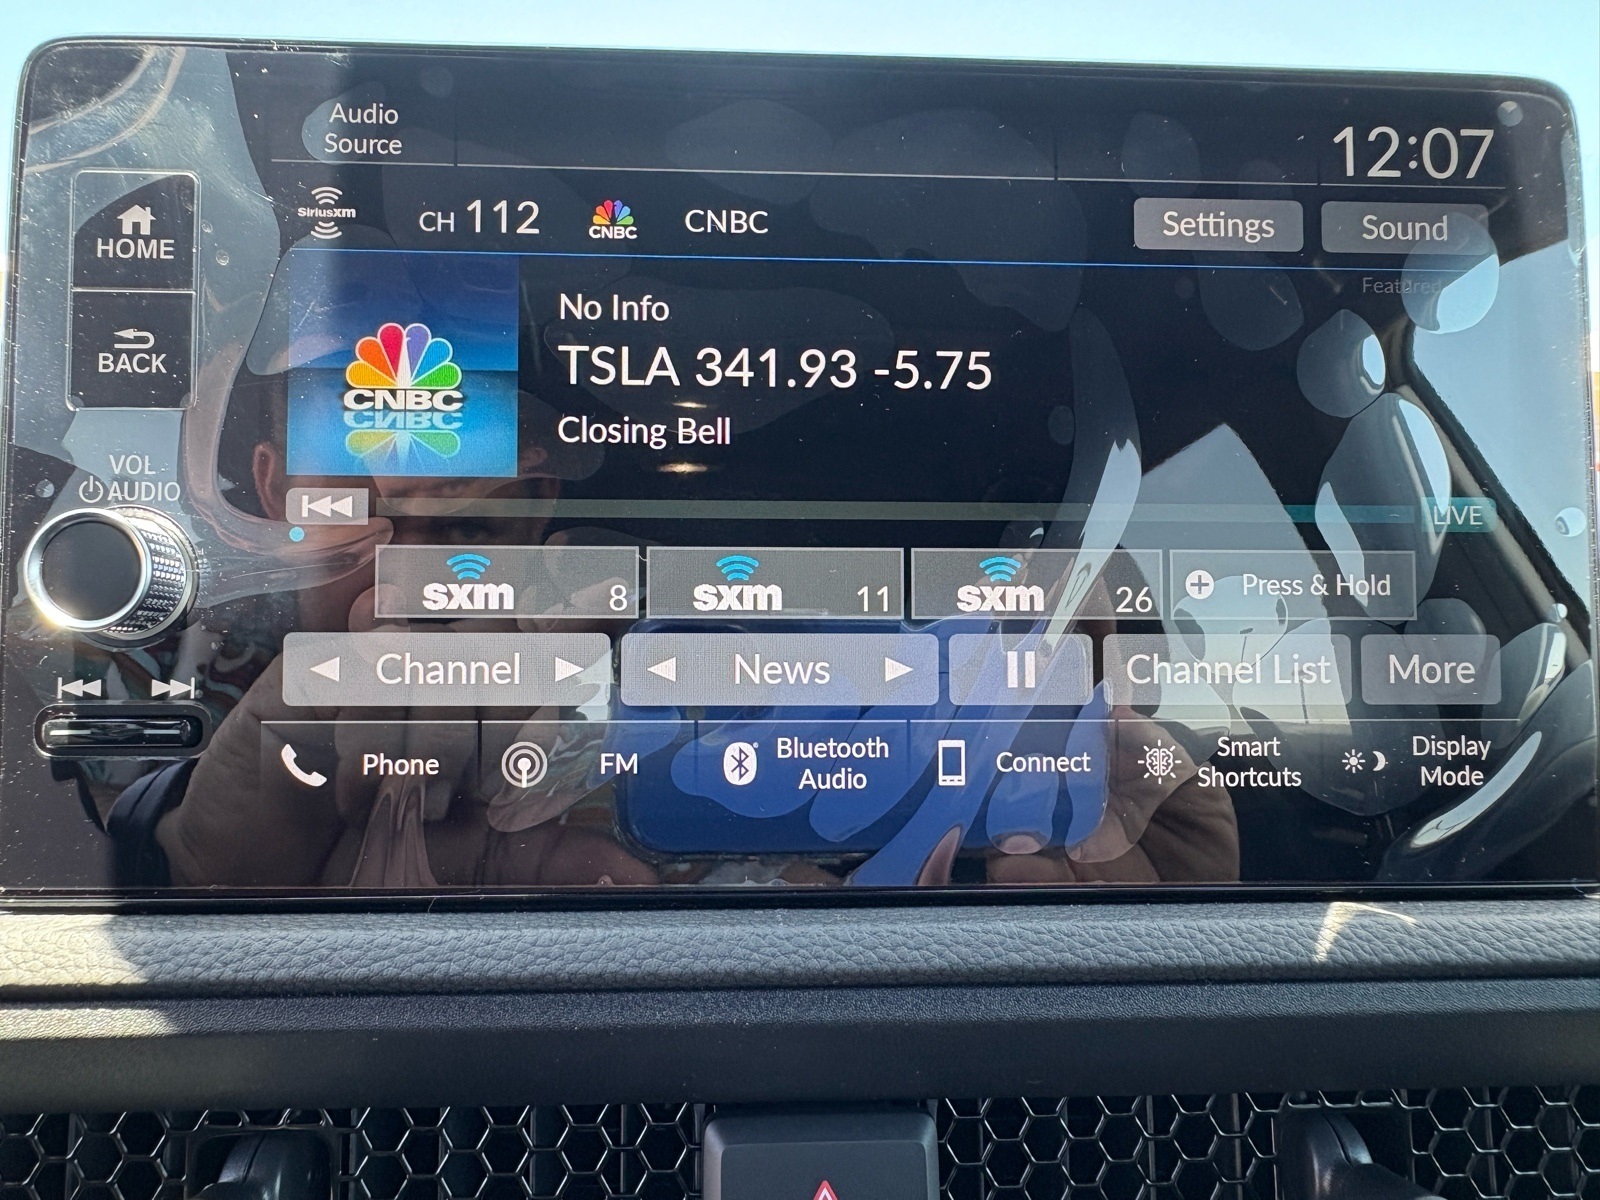 Audio
Source
12:07
HOME
BACK
SiriusXM
CH 112
CNBC
CNBC
Settings
Sound
Featured
CNBC
No Info
TSLA 341.93 -5.75
Closing Bell
VOL
AUDIO
LIVE
sxm 8
sxm 11
sxm 26
Press & Hold
Channel
News
Channel List
More
Phone
FM
Bluetooth
Audio
Connect
Smart
Shortcuts
Display
Mode